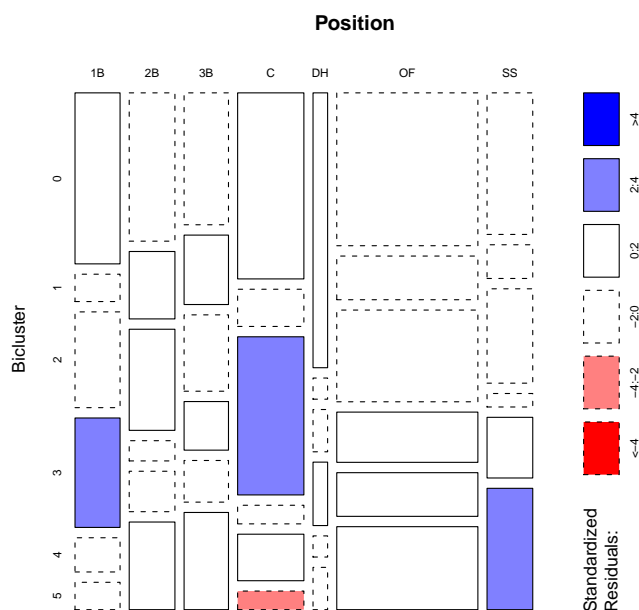 Position
1B 2B 3B C DH OF SS
Bicluster
0
1
2
3
4
5
Standardized
Residuals:
<-4
-4:-2
-2:0
0:2
2:4
>4